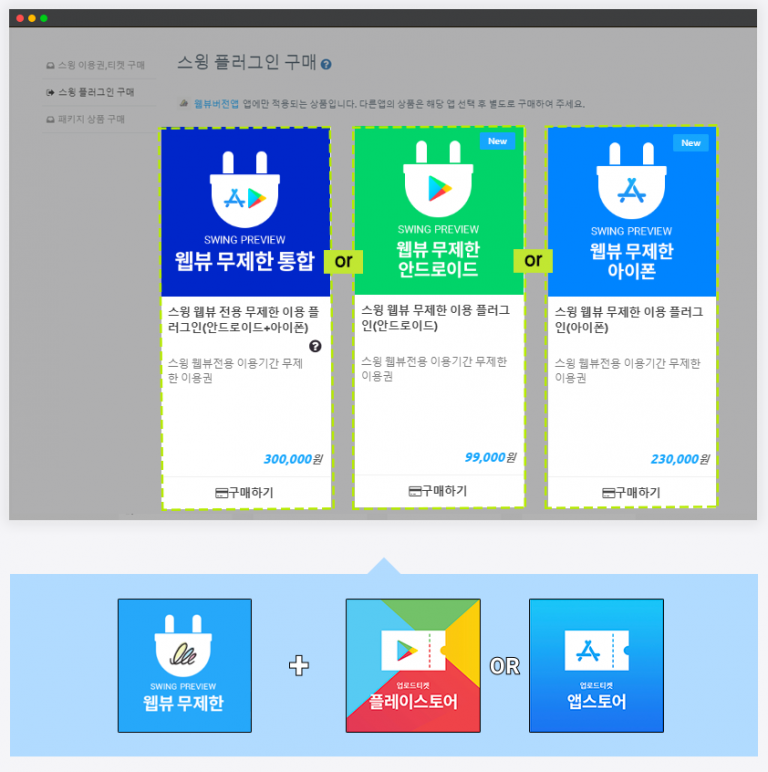 스윙 이용권,티켓 구매
스윙 플러그인 구매
패키지 상품 구매
스윙 플러그인 구매
웹뷰버전앱 앱에만 적용되는 상품입니다. 다른앱의 상품은 해당 앱 선택 후 별도로 구매하여 주세요.
SWING PREVIEW
웹뷰 무제한 통합
스윙 웹뷰 전용 무제한 이용 플
러그인(안드로이드+아이폰)
스윙 웹뷰전용 이용기간 무제
한 이용권
300,000원
구매하기
or
New
SWING PREVIEW
웹뷰 무제한
안드로이드
스윙 웹뷰 무제한 이용 플러그
인(안드로이드)
스윙 웹뷰전용 이용기간 무제한
이용권
99,000원
구매하기
or
New
SWING PREVIEW
웹뷰 무제한
아이폰
스윙 웹뷰 무제한 이용 플러그
인(아이폰)
스윙 웹뷰전용 이용기간 무제한
이용권
230,000원
구매하기
SWING PREVIEW
웹뷰 무제한
+
업로드티켓
플레이스토어
OR
업로드티켓
앱스토어